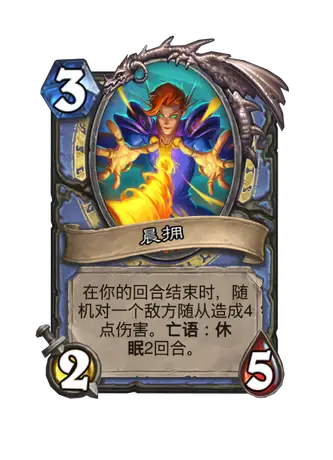 3
晨拥
在你的回合结束时，随
机对一个敌方随从造成4
点伤害。亡语：休
眠2回合。
2
5